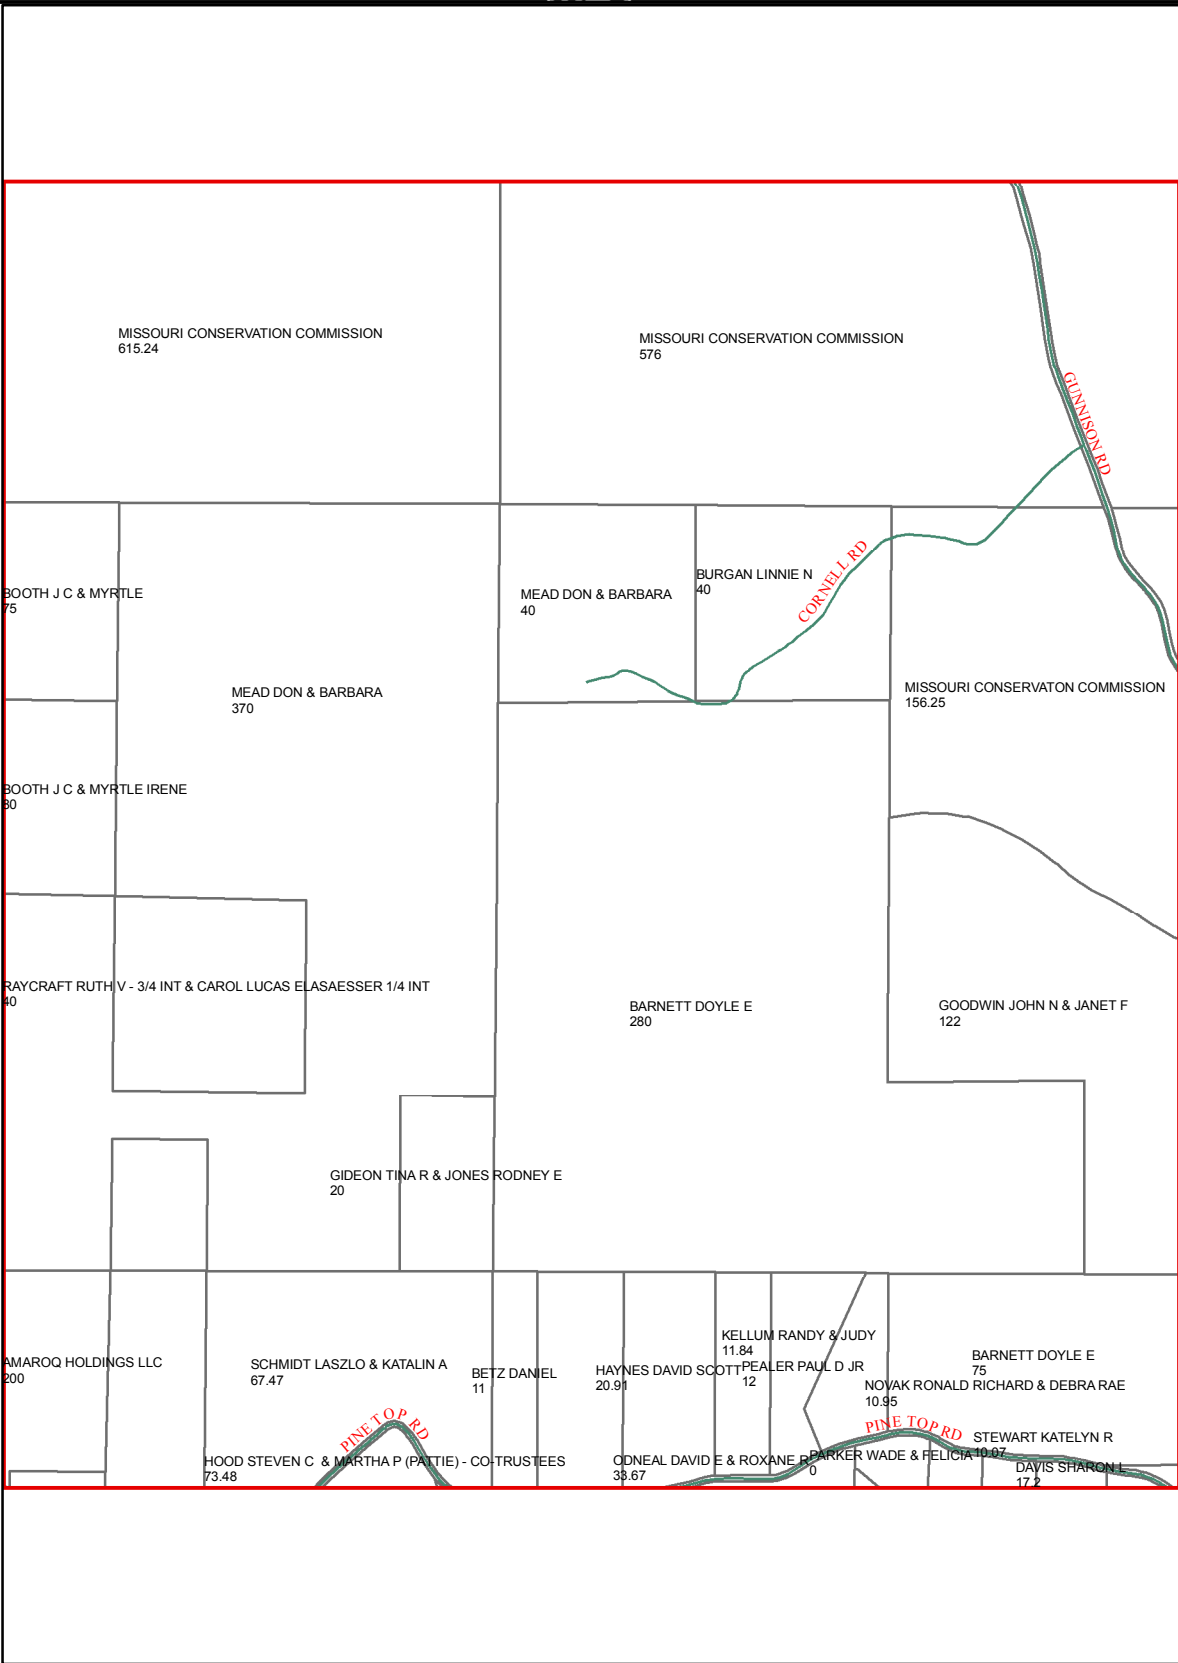 MISSOURI CONSERVATION COMMISSION
615.24
MISSOURI CONSERVATION COMMISSION
576
GUNNISON RD
CORNELL RD
BOOTH J C & MYRTLE
75
MEAD DON & BARBARA
40
BURGAN LINNIE N
40
MEAD DON & BARBARA
370
MISSOURI CONSERVATON COMMISSION
156.25
BOOTH J C & MYRTLE IRENE
80
RAYCRAFT RUTH V - 3/4 INT & CAROL LUCAS ELASAESSER 1/4 INT
40
BARNETT DOYLE E
280
GOODWIN JOHN N & JANET F
122
GIDEON TINA R & JONES RODNEY E
20
AMAROQ HOLDINGS LLC
200
SCHMIDT LASZLO & KATALIN A
67.47
BETZ DANIEL
11
HAYNES DAVID SCOTT
20.91
KELLUM RANDY & JUDY
11.84
PEALER PAUL D JR
12
BARNETT DOYLE E
75
NOVAK RONALD RICHARD & DEBRA RAE
10.95
PINE TOP RD
PINE TOP RD
HOOD STEVEN C & MARTHA P (PATTIE) - CO-TRUSTEES
73.48
ODNEAL DAVID E & ROXANE R
33.67
PARKER WADE & FELICIA
0
STEWART KATELYN R
10.07
DAVIS SHARON L
17.2